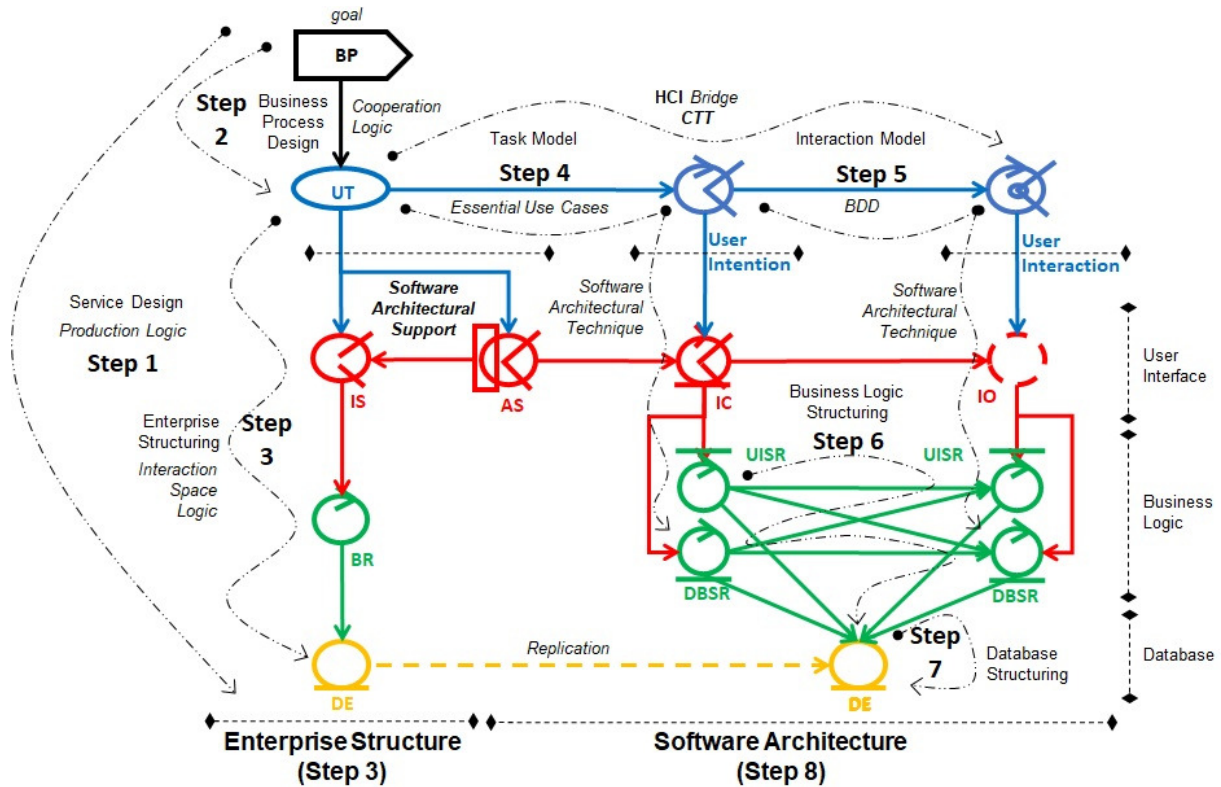 goal
BP
Step
2
Business
Process
Design
Cooperation
Logic
HCI Bridge
CTT
Task Model
Interaction Model
UT
Step 4
Step 5
Essential Use Cases
BDD
User
Intention
User
Interaction
Service Design
Production Logic
Step 1
Software
Architectural
Support
Software
Architectural
Technique
Software
Architectural
Technique
User
Interface
IS
AS
IC
IO
Enterprise
Structuring
Interaction
Space
Logic
Step
3
Business Logic
Structuring
Step 6
UISR
UISR
Business
Logic
BR
DBSR
DBSR
Replication
Step
7
Database
Structuring
Database
DE
DE
Enterprise Structure
(Step 3)
Software Architecture
(Step 8)